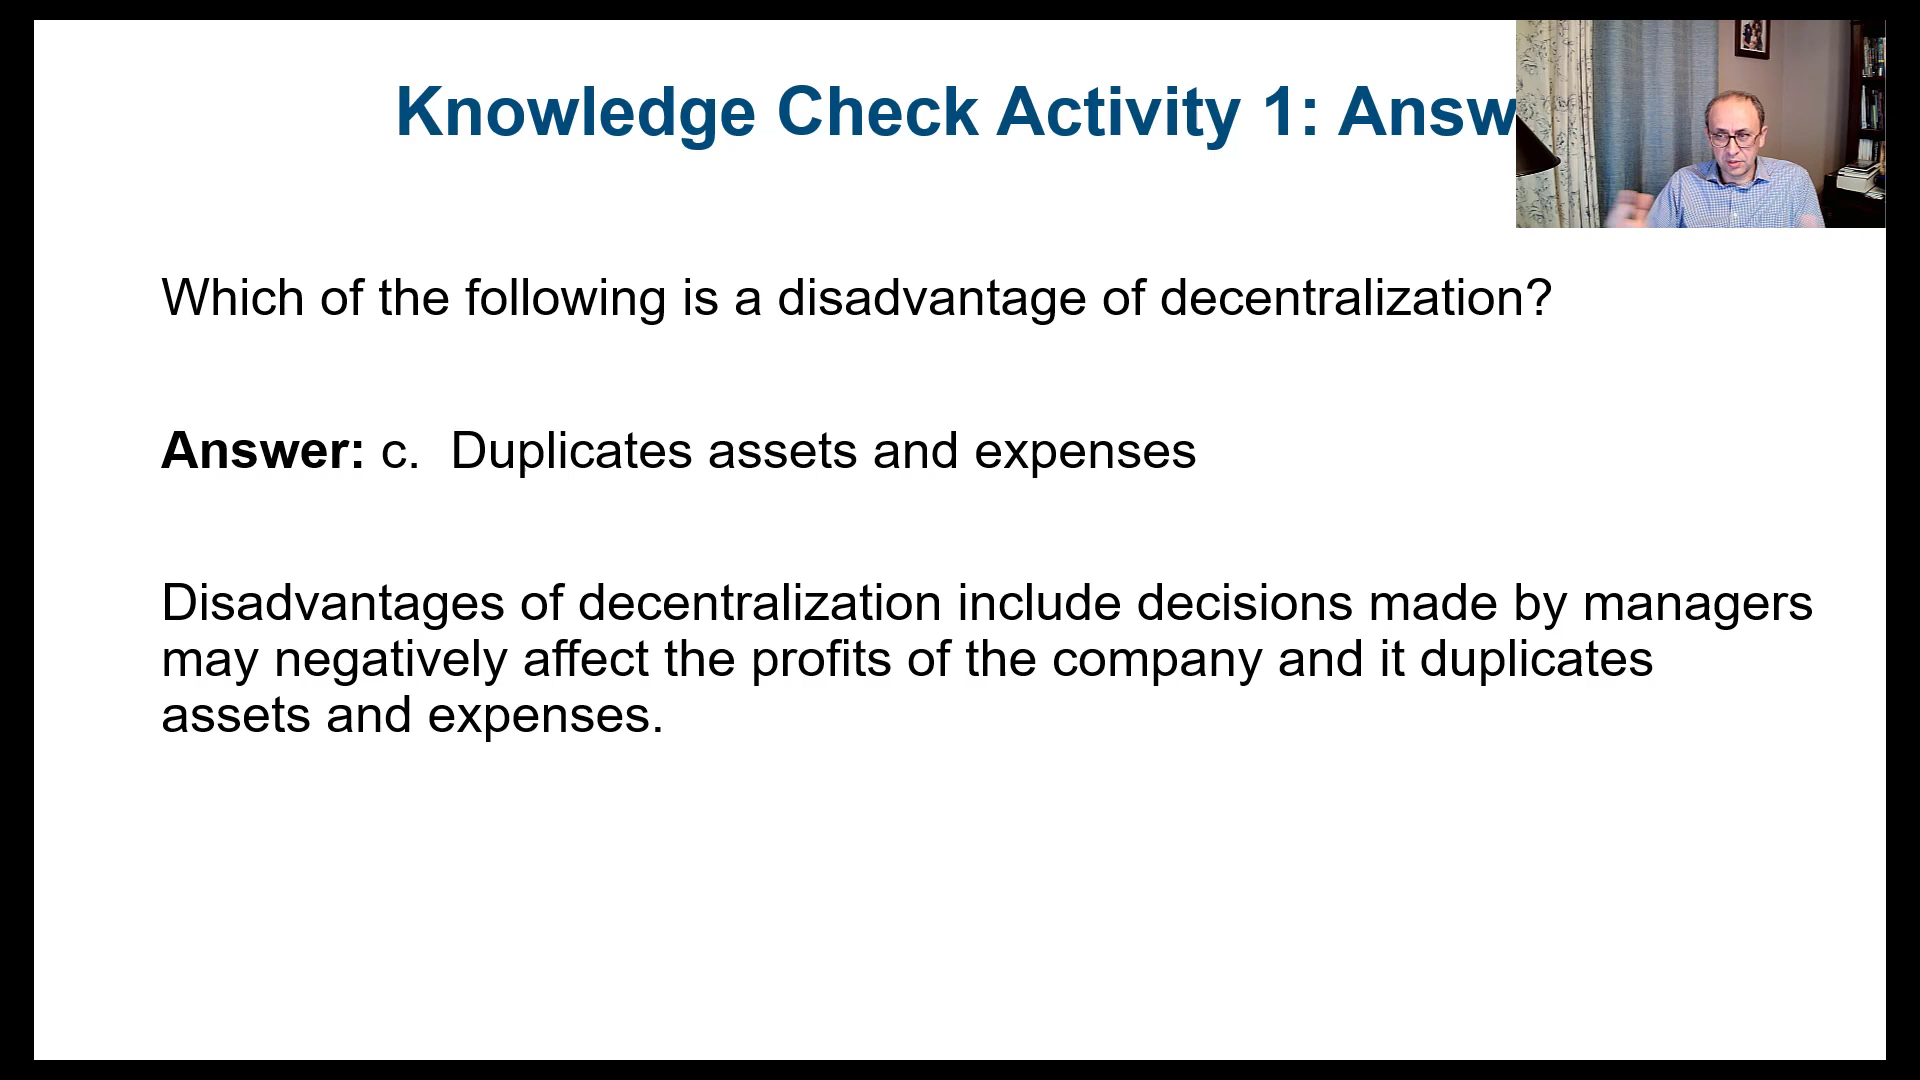 Knowledge Check Activity 1: Answ
Which of the following is a disadvantage of decentralization?
Answer: c. Duplicates assets and expenses
Disadvantages of decentralization include decisions made by managers
may negatively affect the profits of the company and it duplicates
assets and expenses.